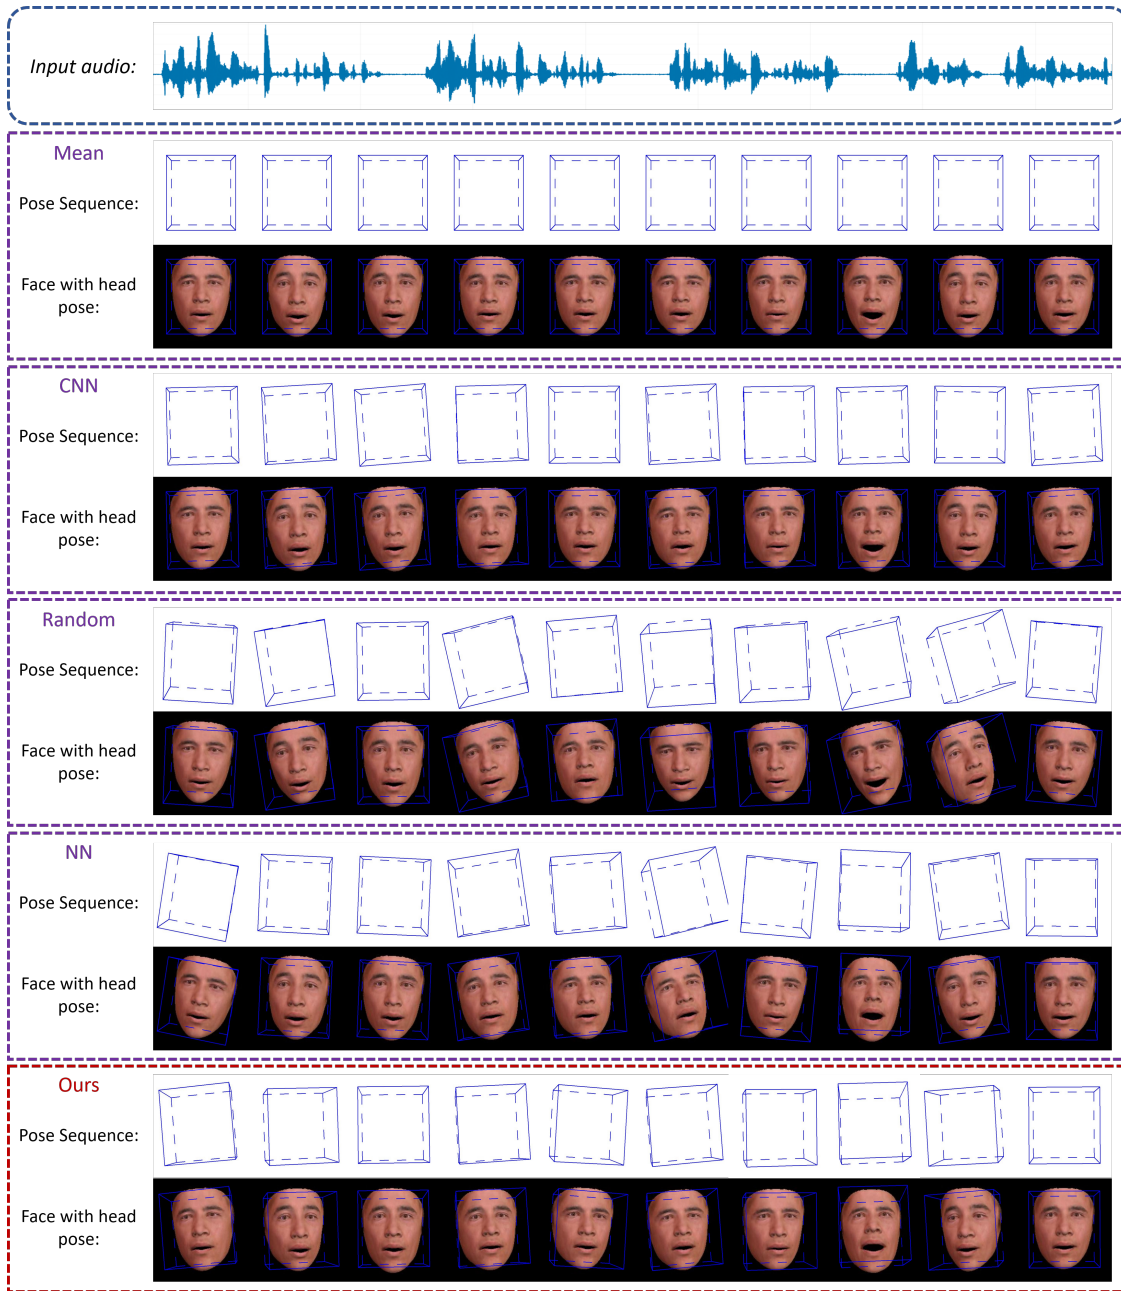 Input audio:
Mean
Pose Sequence:
Face with head
pose:
CNN
Pose Sequence:
Face with head
pose:
Random
Pose Sequence:
Face with head
pose:
NN
Pose Sequence:
Face with head
pose:
Ours
Pose Sequence:
Face with head
pose: